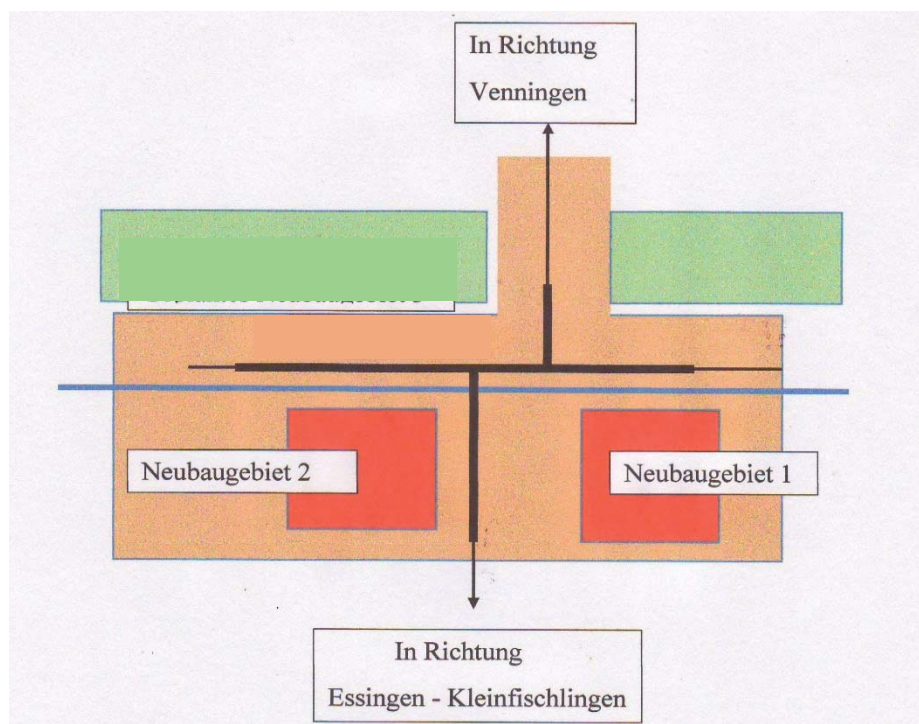 In Richtung
Venningen
Neubaugebiet 2
Neubaugebiet 1
In Richtung
Essingen - Kleinfischlingen